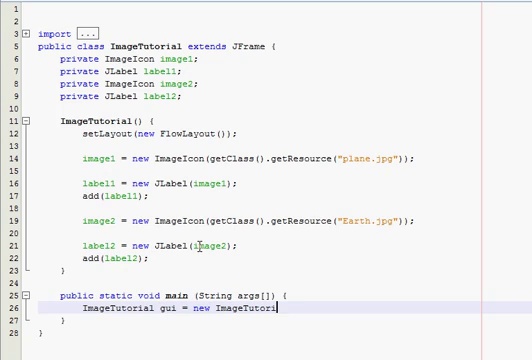 1
2
3 import ...
5 public class ImageTutorial extends JFrame {
6 private ImageIcon image1;
7 private JLabel label1;
8 private ImageIcon image2;
9 private JLabel label2;
10
11 ImageTutorial() {
12 setLayout(new FlowLayout());
13
14 image1 = new ImageIcon(getClass().getResource("plane.jpg"));
15
16 label1 = new JLabel(image1);
17 add(label1);
18
19 image2 = new ImageIcon(getClass().getResource("Earth.jpg"));
20
21 label2 = new JLabel(image2);
22 add(label2);
23 }
24
25 public static void main (String args[]) {
26 ImageTutorial gui = new ImageTutori
27 }
28 }